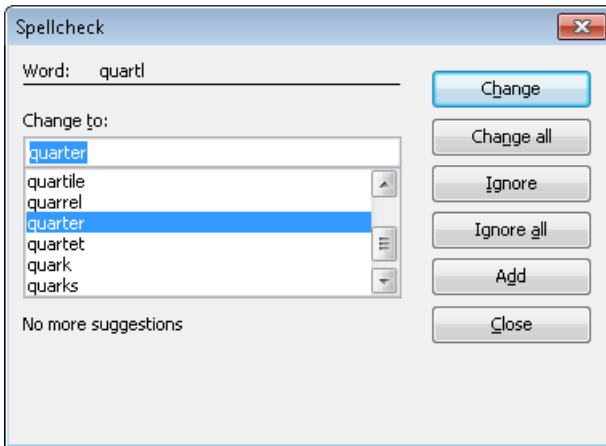 Spellcheck
Word: quartl
Change to:
quarter
quartile
quarrel
quarter
quartet
quark
quarks
No more suggestions
Change
Change all
Ignore
Ignore all
Add
Close